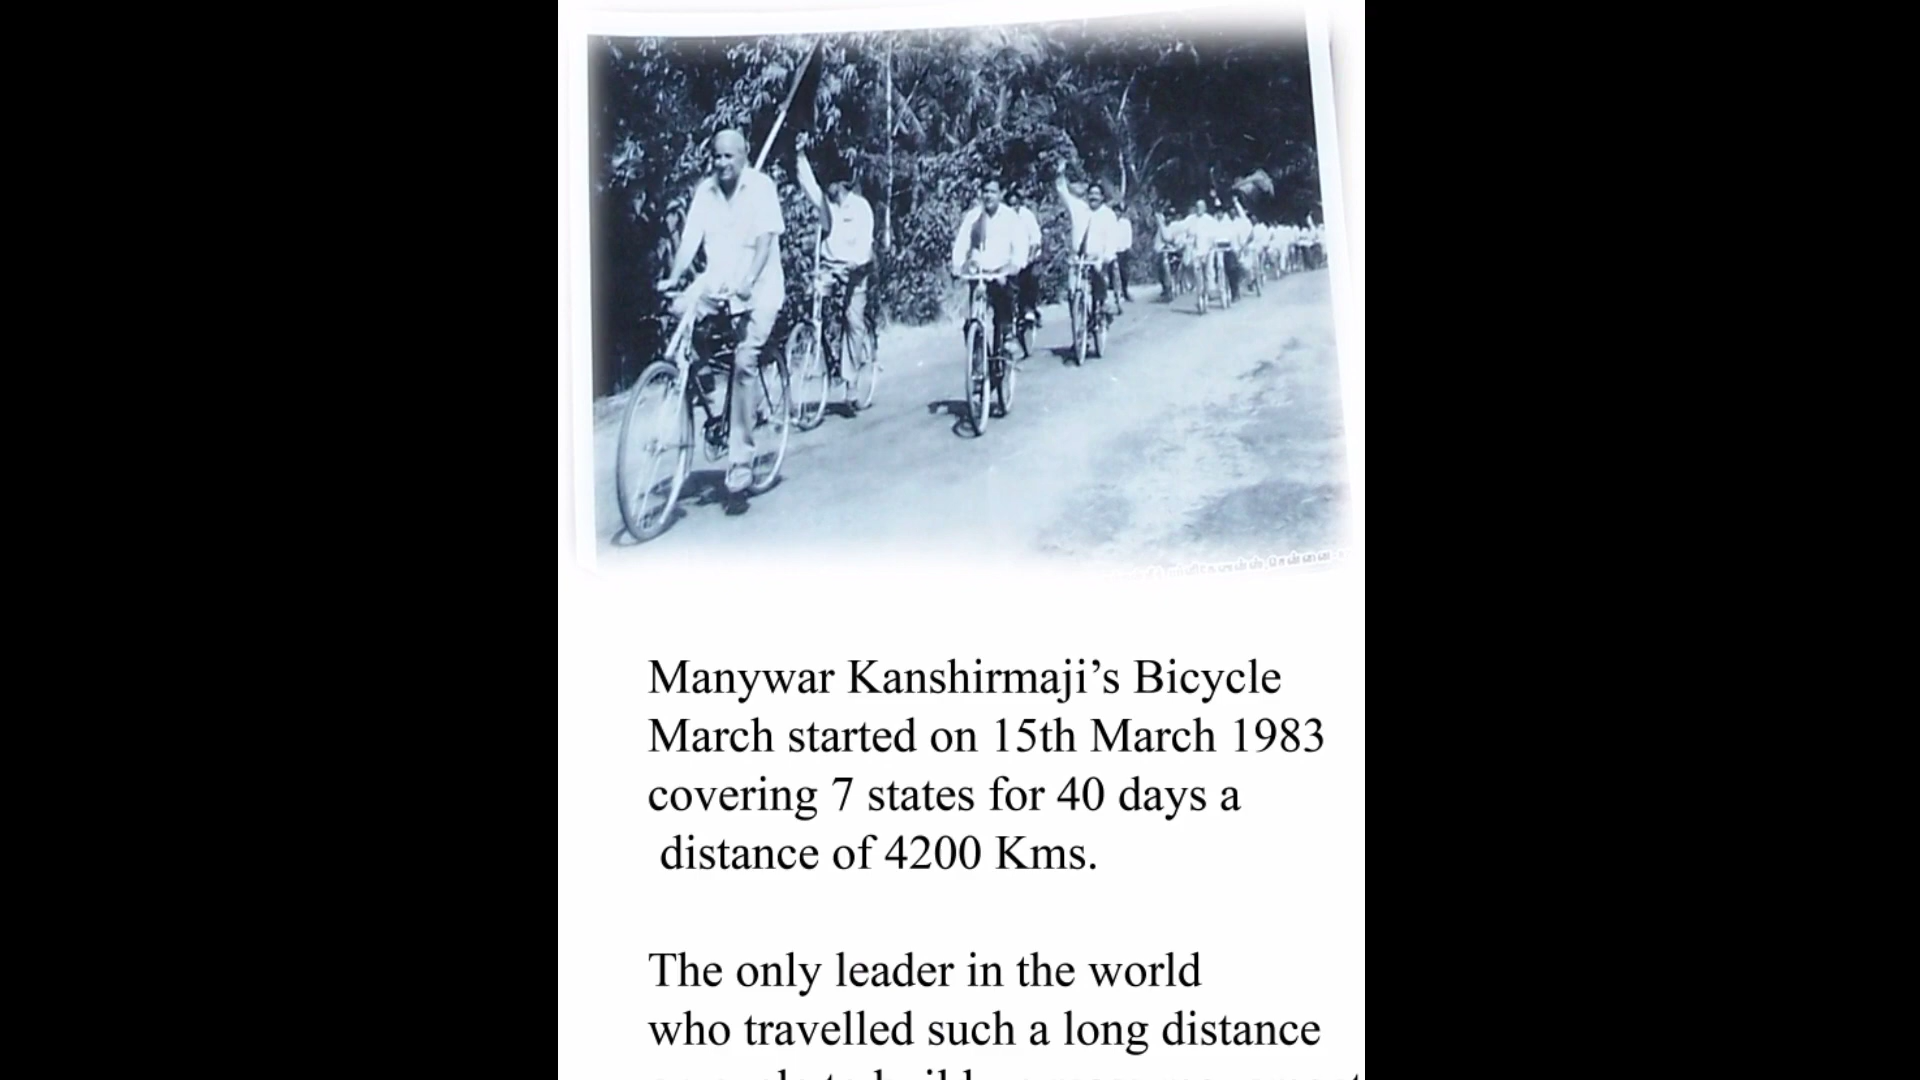 Manywar Kanshirmaji’s Bicycle
March started on 15th March 1983
covering 7 states for 40 days a
distance of 4200 Kms.
The only leader in the world
who travelled such a long distance